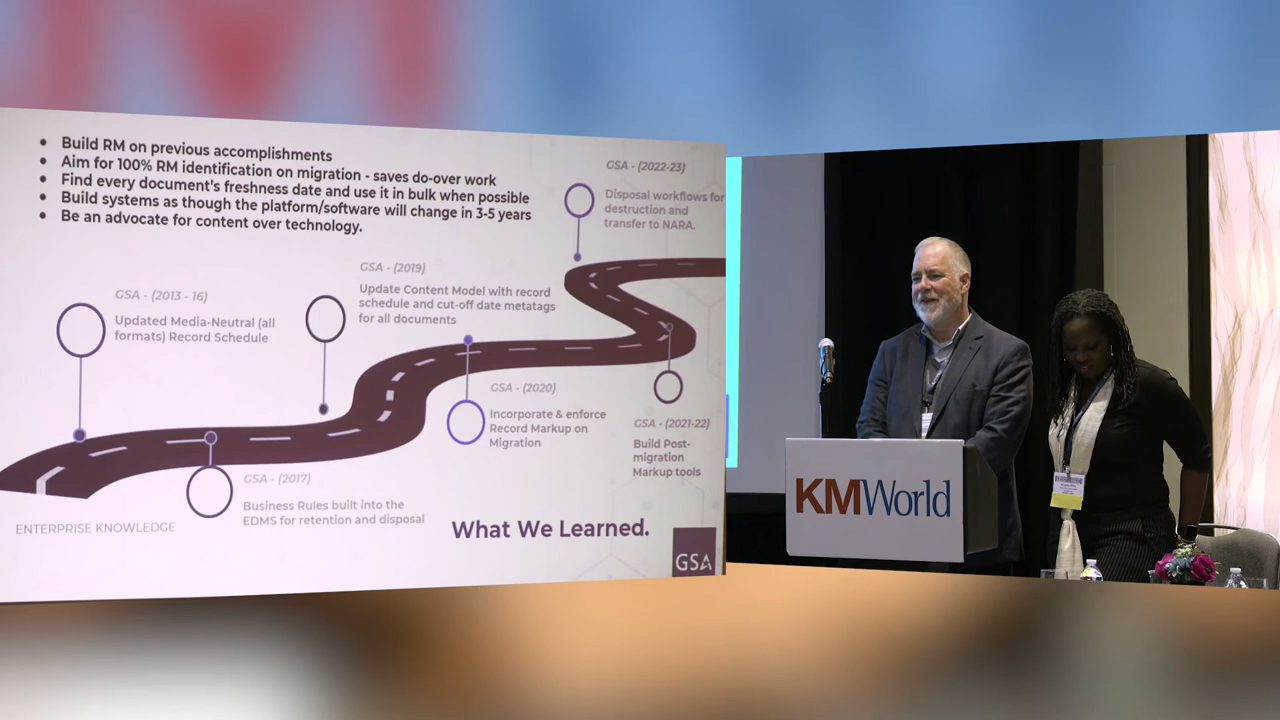 • Build RM on previous accomplishments
• Aim for 100% RM identification on migration - saves do-over work
• Find every document's freshness date and use it in bulk when possible
• Build systems as though the platform/software will change in 3-5 years
• Be an advocate for content over technology.
GSA - (2022-23)
Disposal workflows for
destruction and
transfer to NARA.
GSA - (2019)
Update Content Model with record
schedule and cut-off date metatags
for all documents
GSA - (2013 - 16)
Updated Media-Neutral (all
formats) Record Schedule
GSA - (2020)
Incorporate & enforce
Record Markup on
Migration
GSA - (2021-22)
Build Post-
migration
Markup tools
GSA - (2017)
Business Rules built into the
EDMS for retention and disposal
ENTERPRISE KNOWLEDGE
What We Learned.
GSA
KMWorld